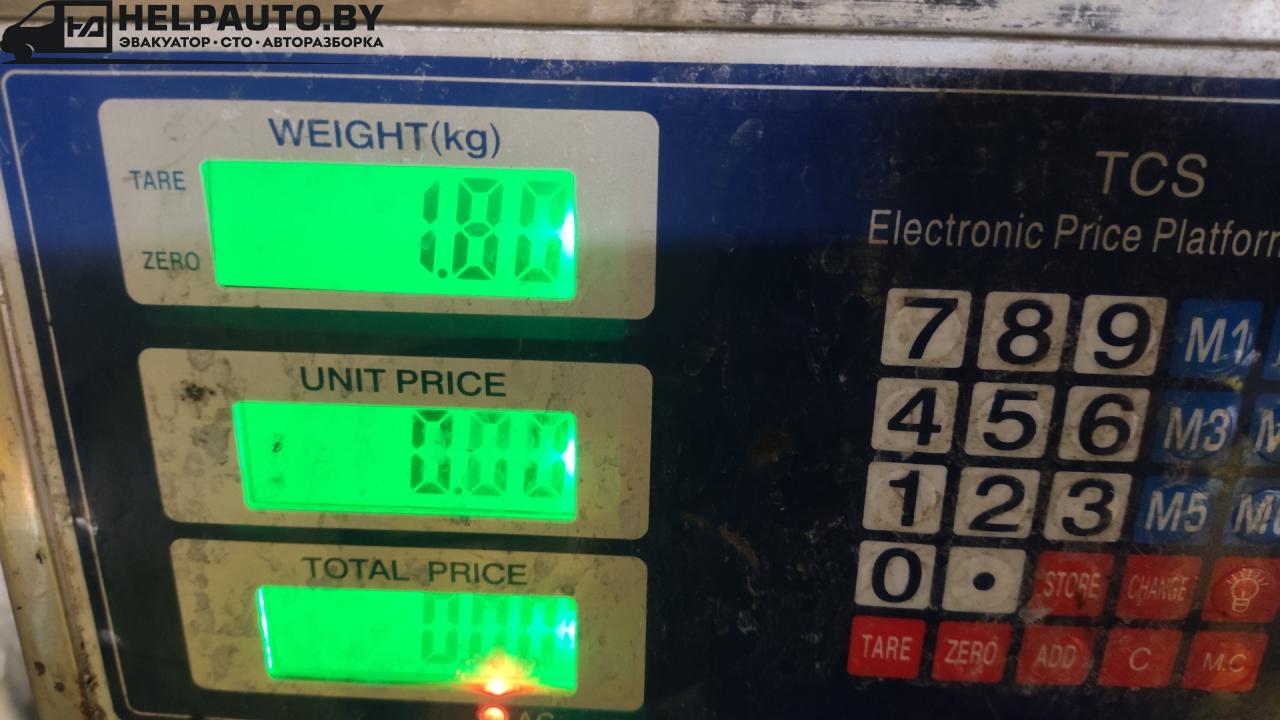 HELPAUTO.BY
ЭВАКУАТОР · СТО · АВТОРАЗБОРКА
WEIGHT(kg)
TARE
1.80
ZERO
UNIT PRICE
0.00
TOTAL PRICE
TCS
Electronic Price Platform
7 8 9 M1
4 5 6 M3
1 2 3 M5
0 . STORE CHANGE
TARE ZERO ADD C M.C
AC